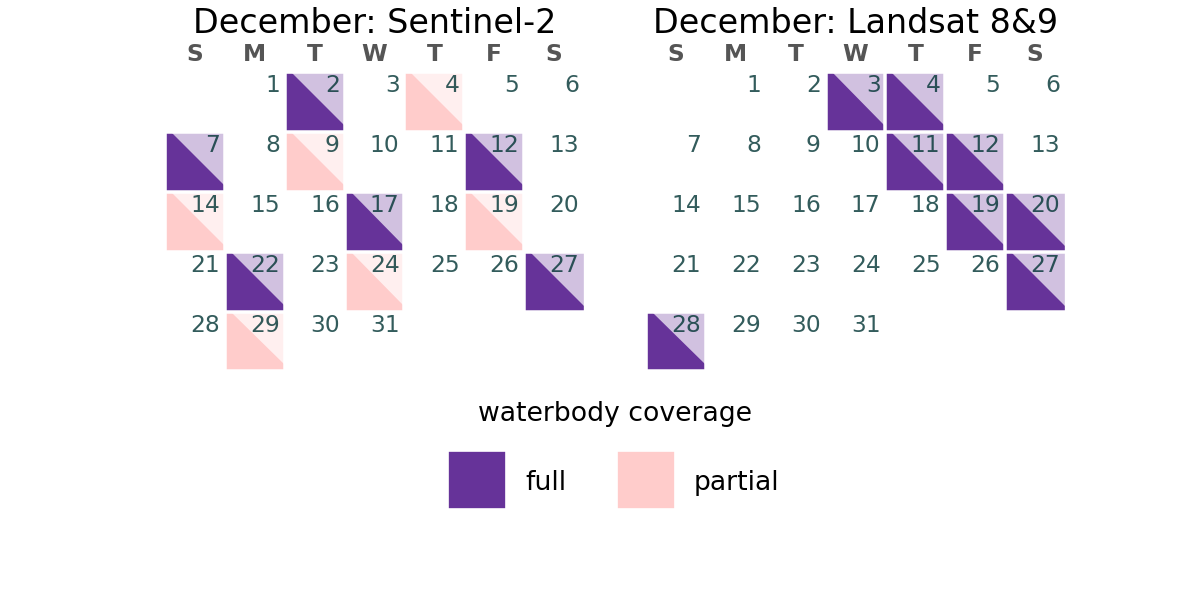 December: Sentinel-2
S M T W T F S
1 2 3 4 5 6
7 8 9 10 11 12 13
14 15 16 17 18 19 20
21 22 23 24 25 26 27
28 29 30 31
December: Landsat 8&9
S M T W T F S
1 2 3 4 5 6
7 8 9 10 11 12 13
14 15 16 17 18 19 20
21 22 23 24 25 26 27
28 29 30 31
waterbody coverage
full partial